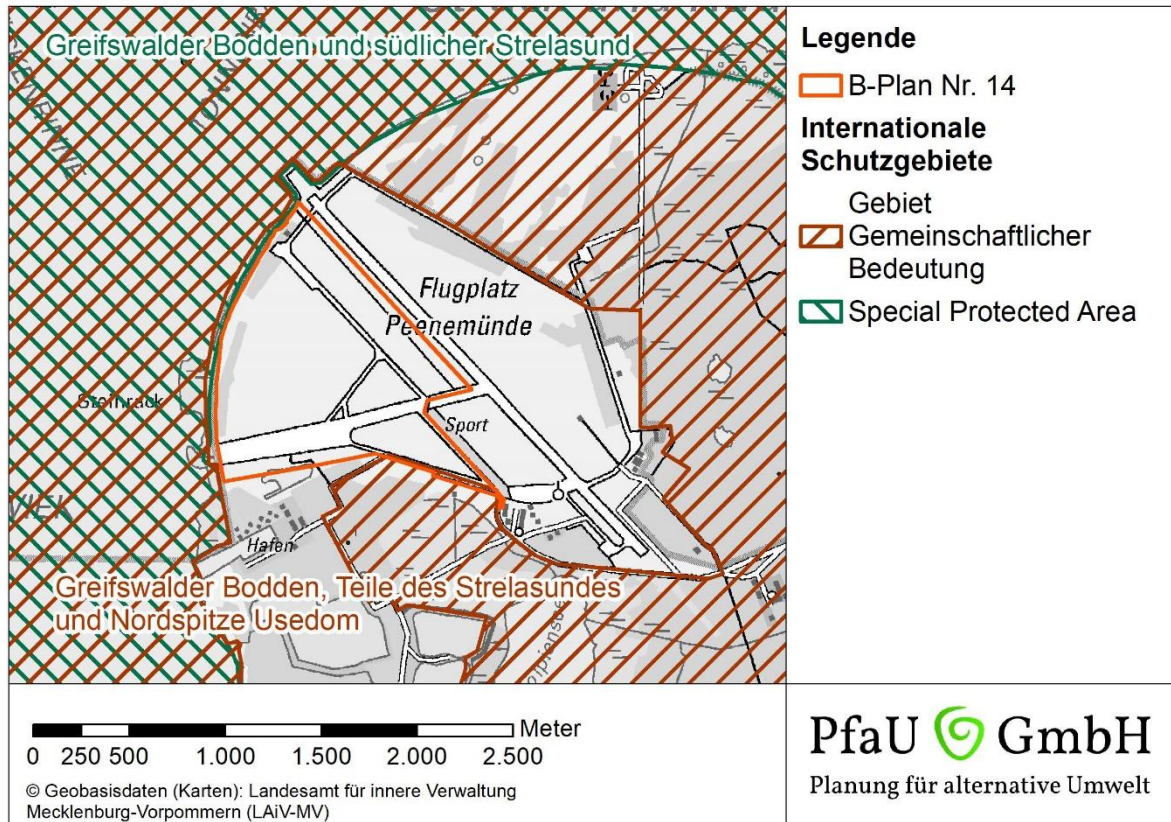 Greifswalder Bodden und südlicher Strelasund
Flugplatz
Peenemünde
Sport
Hafen
Greifswalder Bodden, Teile des Strelasundes
und Nordspitze Usedom
Legende
B-Plan Nr. 14
Internationale
Schutzgebiete
Gebiet
Gemeinschaftlicher
Bedeutung
Special Protected Area
Meter
0 250 500 1.000 1.500 2.000 2.500
© Geobasisdaten (Karten): Landesamt für innere Verwaltung
Mecklenburg-Vorpommern (LAiV-MV)
PfaU GmbH
Planung für alternative Umwelt